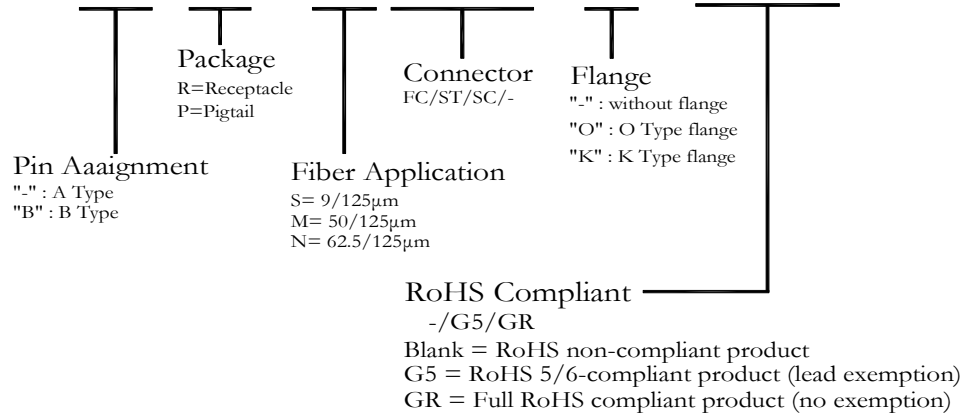 Package
R=Receptacle
P=Pigtail
Connector
FC/ST/SC/-
Flange
"-" : without flange
"O" : O Type flange
"K" : K Type flange
Pin Aaaignment
"-" : A Type
"B" : B Type
Fiber Application
S= 9/125μm
M= 50/125μm
N= 62.5/125μm
RoHS Compliant
-/G5/GR
Blank = RoHS non-compliant product
G5 = RoHS 5/6-compliant product (lead exemption)
GR = Full RoHS compliant product (no exemption)